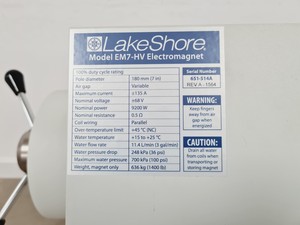 LakeShore.
Model EM7-HV Electromagnet
100% duty cycle rating
Pole diameter 180 mm (7 in)
Air gap Variable
Maximum current ±135 A
Nominal voltage ±68 V
Nominal power 9200 W
Nominal resistance 0.5 Ω
Coil wiring Parallel
Over temperature limit +45 °C (NC)
Water temperature +15 to +25 °C
Water flow rate 11.4 L/min (3 gal/min)
Water pressure drop 248 kPa (36 psi)
Maximum water pressure 700 kPa (100 psi)
Weight, magnet only 636 kg (1400 lb)
Serial Number
651-514A
REV A - 1504
WARNING:
Keep fingers
away from air
gap when
energized
CAUTION:
Drain all water
from coils when
transporting or
storing magnet